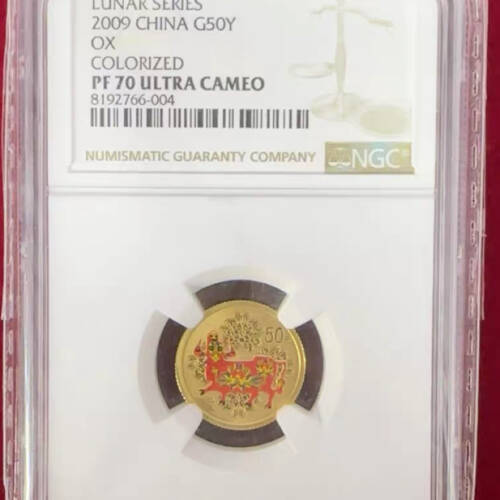 LUNAR SERIES
2009 CHINA G50Y
OX
COLORIZED
PF 70 ULTRA CAMEO
8192766-004
NUMISMATIC GUARANTY COMPANY
NGC
50